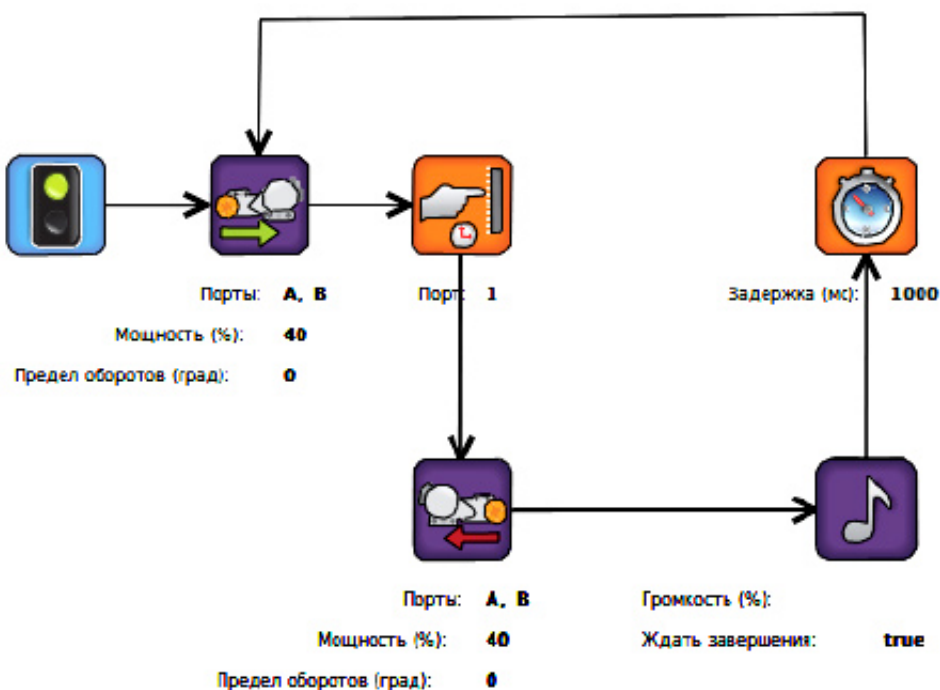 Порты: A, B
Порт: 1
Задержка (мс): 1000
Мощность (%): 40
Предел оборотов (град): 0
Порты: A, B
Громкость (%):
Мощность (%): 40
Ждать завершения: true
Предел оборотов (град): 0